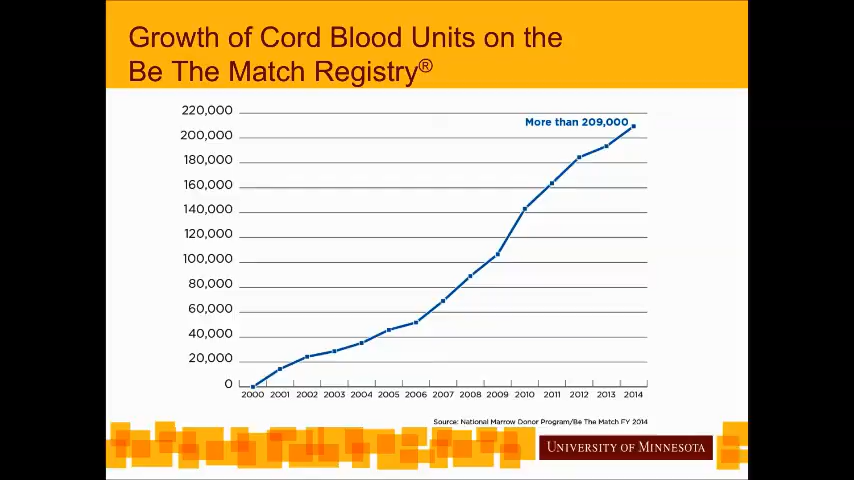 Growth of Cord Blood Units on the
Be The Match Registry®
220,000
More than 209,000
200,000
180,000
160,000
140,000
120,000
100,000
80,000
60,000
40,000
20,000
0
2000 2001 2002 2003 2004 2005 2006 2007 2008 2009 2010 2011 2012 2013 2014
Source: National Marrow Donor Program/Be The Match FY 2014
UNIVERSITY OF MINNESOTA